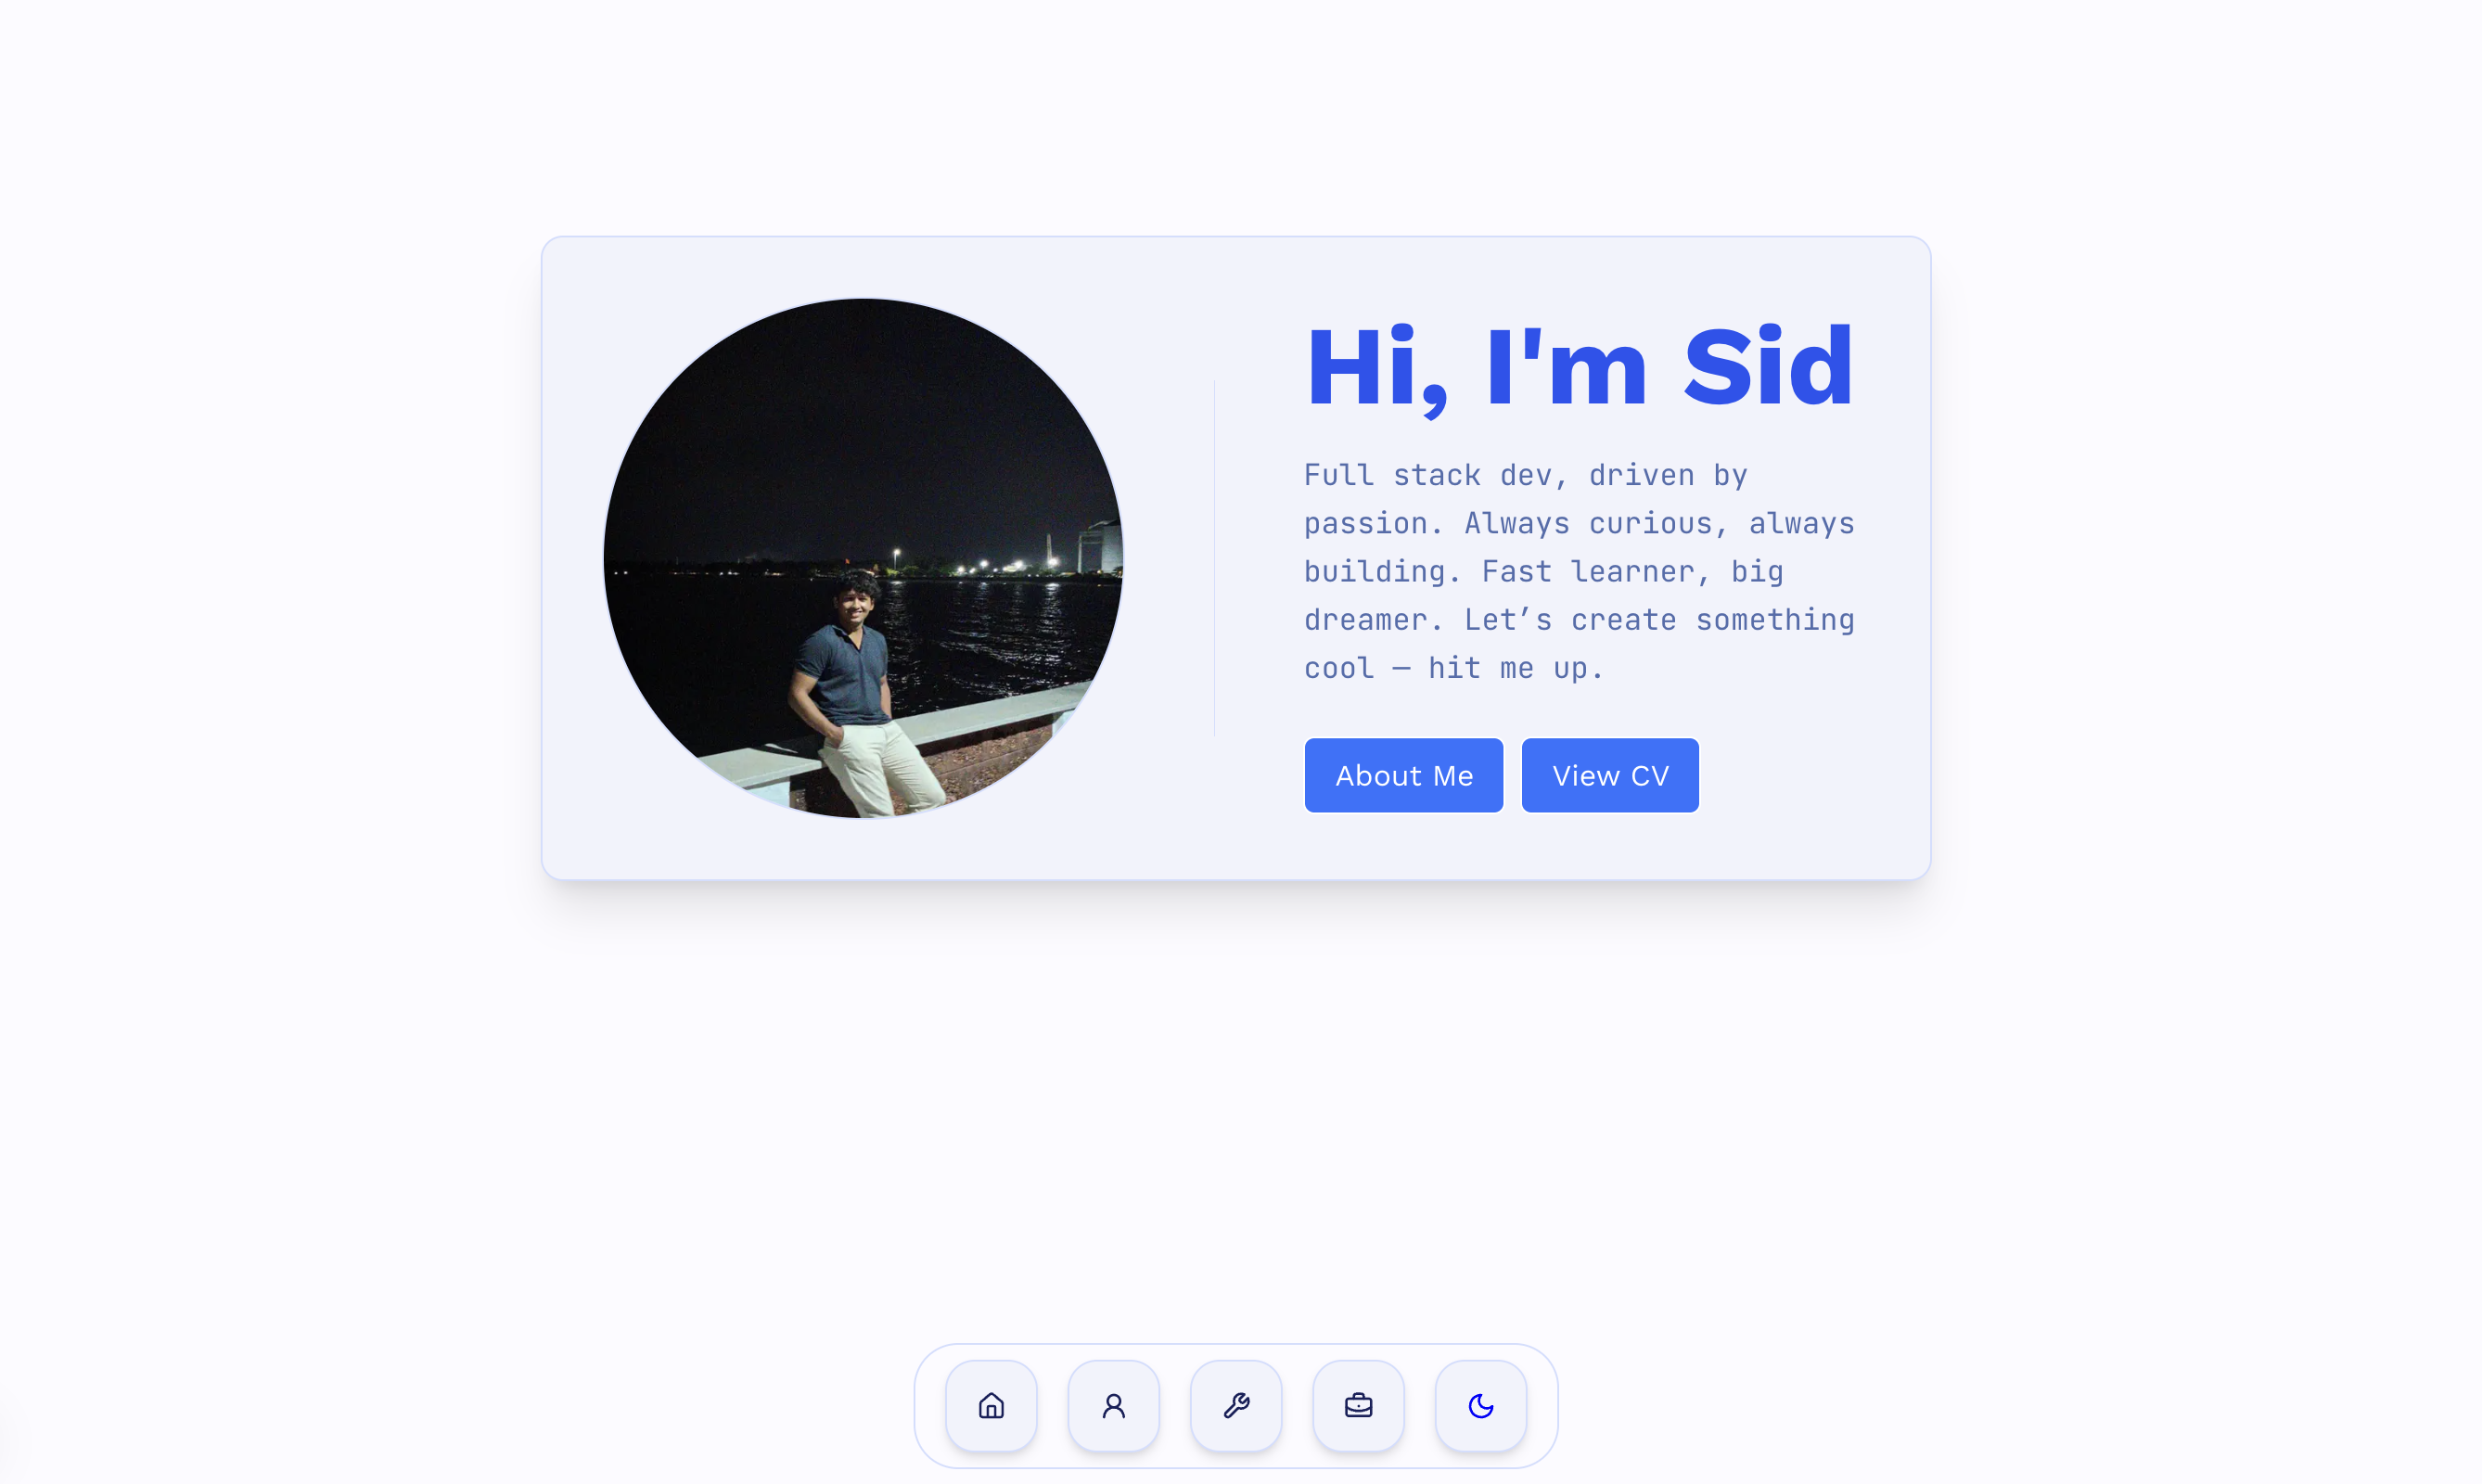 Hi, I'm Sid
Full stack dev, driven by
passion. Always curious, always
building. Fast learner, big
dreamer. Let’s create something
cool — hit me up.
About Me
View CV